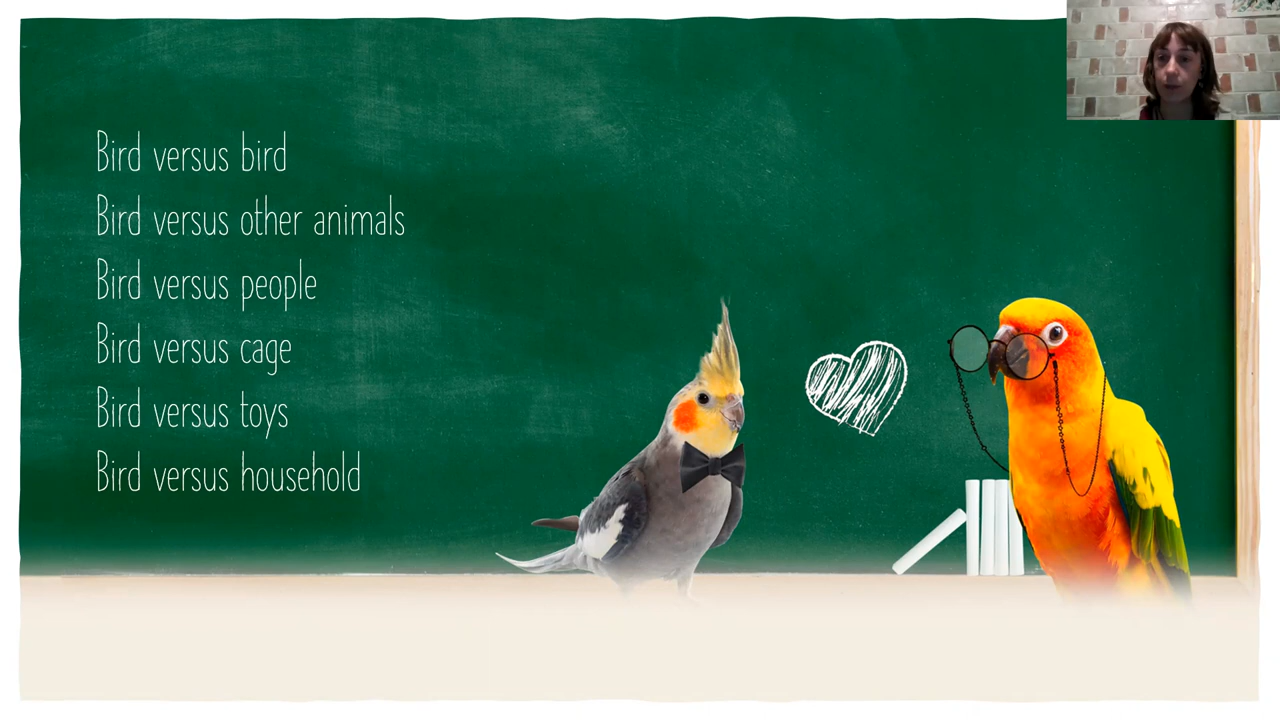 Bird versus bird
Bird versus other animals
Bird versus people
Bird versus cage
Bird versus toys
Bird versus household